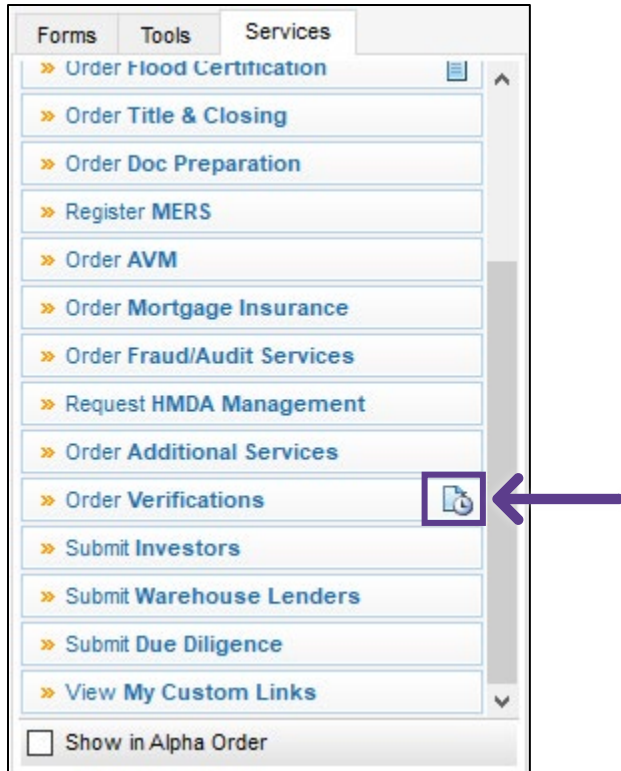 Forms Tools Services
» Order Flood Certification
» Order Title & Closing
» Order Doc Preparation
» Register MERS
» Order AVM
» Order Mortgage Insurance
» Order Fraud/Audit Services
» Request HMDA Management
» Order Additional Services
» Order Verifications
» Submit Investors
» Submit Warehouse Lenders
» Submit Due Diligence
» View My Custom Links
Show in Alpha Order